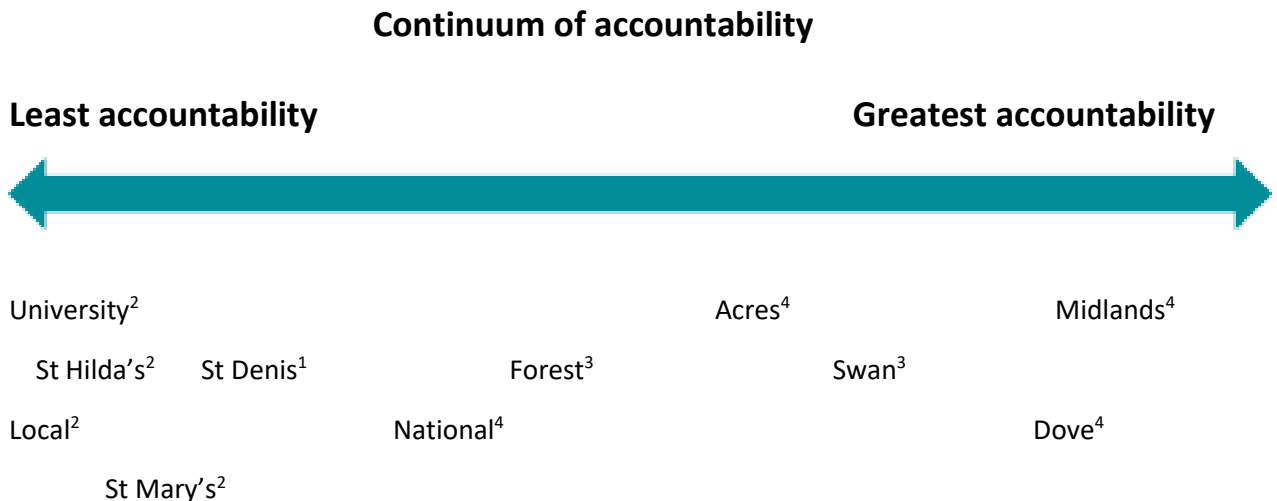 Continuum of accountability
Least accountability Greatest accountability
University² Acres⁴ Midlands⁴
St Hilda’s² St Denis¹ Forest³ Swan³
Local² National⁴ Dove⁴
St Mary’s²